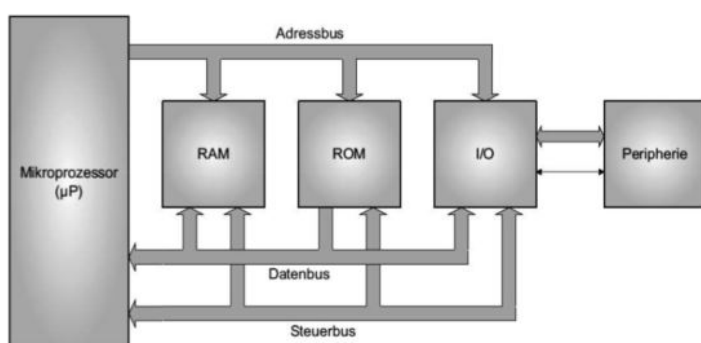 Adressbus
Mikroprozessor
(µP)
RAM
ROM
I/O
Peripherie
Datenbus
Steuerbus